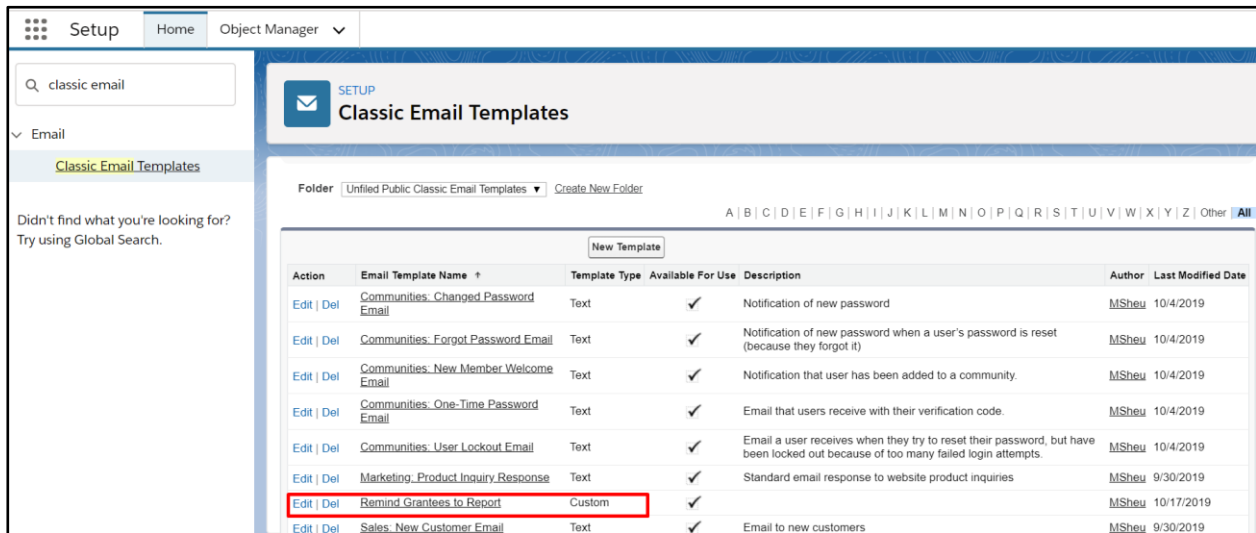 Setup Home Object Manager
classic email
Email
Classic Email Templates
Didn't find what you're looking for?
Try using Global Search.
SETUP
Classic Email Templates
Folder Unfiled Public Classic Email Templates ▼ Create New Folder
A | B | C | D | E | F | G | H | I | J | K | L | M | N | O | P | Q | R | S | T | U | V | W | X | Y | Z | Other | All
New Template
Action Email Template Name ↑ Template Type Available For Use Description Author Last Modified Date
Edit | Del Communities: Changed Password Email Text ✓ Notification of new password MSheu 10/4/2019
Edit | Del Communities: Forgot Password Email Text ✓ Notification of new password when a user's password is reset (because they forgot it) MSheu 10/4/2019
Edit | Del Communities: New Member Welcome Email Text ✓ Notification that user has been added to a community. MSheu 10/4/2019
Edit | Del Communities: One-Time Password Email Text ✓ Email that users receive with their verification code. MSheu 10/4/2019
Edit | Del Communities: User Lockout Email Text ✓ Email a user receives when they try to reset their password, but have been locked out because of too many failed login attempts. MSheu 10/4/2019
Edit | Del Marketing: Product Inquiry Response Text ✓ Standard email response to website product inquiries MSheu 9/30/2019
Edit | Del Remind Grantees to Report Custom ✓ MSheu 10/17/2019
Edit | Del Sales: New Customer Email Text ✓ Email to new customers MSheu 9/30/2019